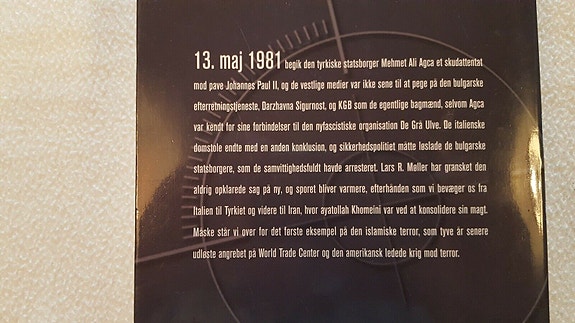 13. maj 1981 begik den tyrkiske statsborger Mehmet Ali Agca et skudattentat
mod pave Johannes Paul II, og de vestlige medier var ikke sene til at pege på den bulgarske
efterretningstjeneste, Darzhavna Sigurnost, og KGB som de egentlige bagmænd, selvom Agca
var kendt for sine forbindelser til den nyfascistiske organisation De Grå Ulve. De italienske
domstole endte med en anden konklusion, og sikkerhedspolitiet måtte løslade de bulgarske
statsborgere, som de samvittighedsfuldt havde arresteret. Lars R. Møller har gransket den
aldrig opklarede sag på ny, og sporet bliver varmere, efterhånden som vi bevæger os fra
Italien til Tyrkiet og videre til Iran, hvor ayatollah Khomeini var ved at konsolidere sin magt.
Måske står vi over for det første eksempel på den islamiske terror, som tyve år senere
udløste angrebet på World Trade Center og den amerikansk ledede krig mod terror.